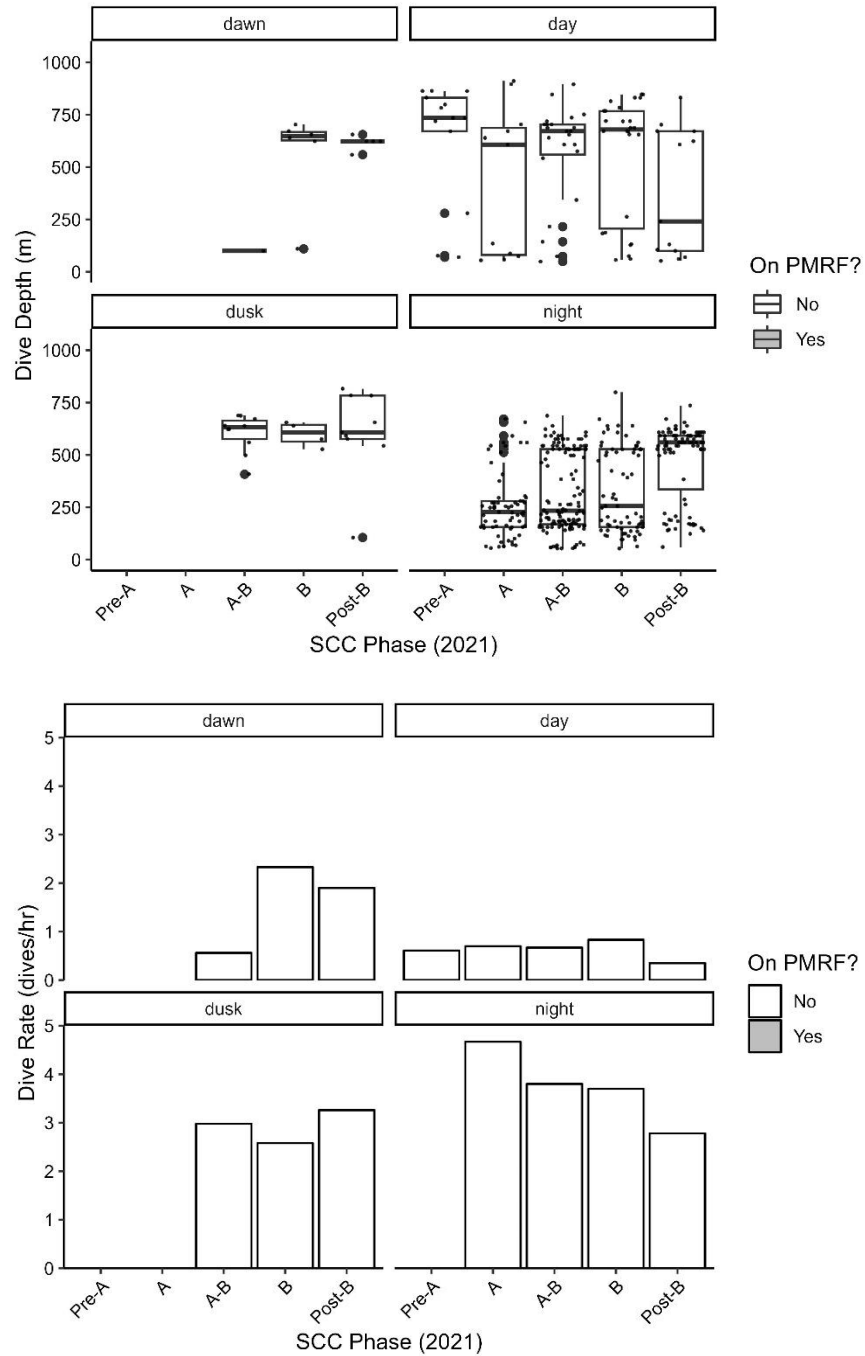 dawn
day
1000
750
500
250
0
Dive Depth (m)
On PMRF?
No
Yes
dusk
night
1000
750
500
250
0
Pre-A
A
A-B
B
Post-B
Pre-A
A
A-B
B
Post-B
SCC Phase (2021)
dawn
day
5
4
3
2
1
0
Dive Rate (dives/hr)
On PMRF?
No
Yes
dusk
night
5
4
3
2
1
0
Pre-A
A
A-B
B
Post-B
Pre-A
A
A-B
B
Post-B
SCC Phase (2021)